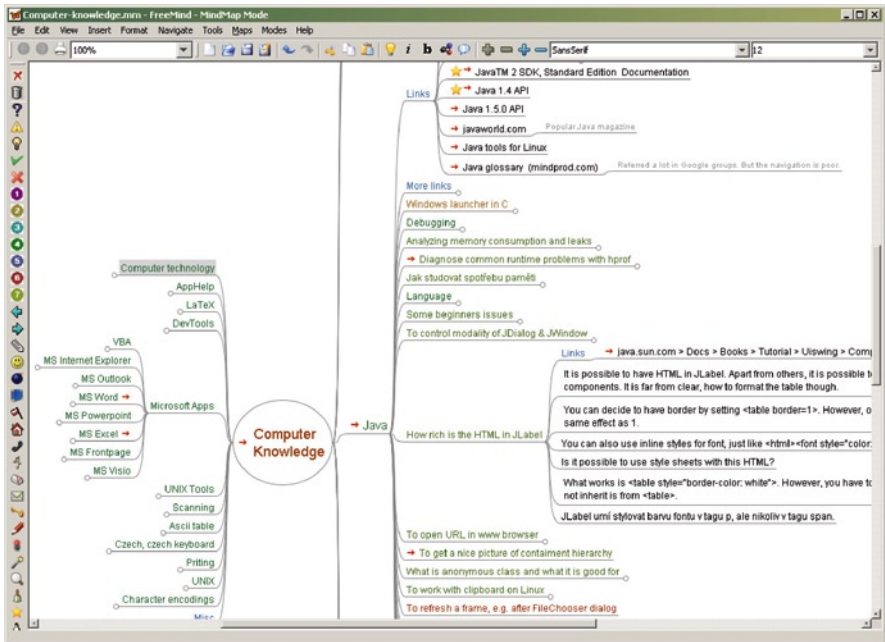 Computer-knowledge.mm - FreeMind - MindMap Mode
File Edit View Insert Format Navigate Tools Maps Modes Help
100%
SansSerif
12
JavaTM 2 SDK, Standard Edition Documentation
Java 1.4 API
Links
Java 1.5.0 API
javaworld.com
Popular Java magazine
Java tools for Linux
Java glossary (mindprod.com)
Refered a lot in Google groups. But the navigation is poor.
More links
Windows launcher in C
Debugging
Analyzing memory consumption and leaks
Diagnose common runtime problems with hprof
Jak studovat spotřebu paměti
Language
Some beginners issues
To control modality of JDialog & JWindow
Computer technology
AppHelp
LaTeX
DevTools
VBA
MS Internet Explorer
MS Outlook
MS Word
MS Powerpoint
MS Excel
MS Frontpage
MS Visio
Microsoft Apps
Computer
Knowledge
Java
How rich is the HTML in JLabel
Links
java.sun.com > Docs > Books > Tutorial > Uiswing > Comp
It is possible to have HTML in JLabel. Apart from others, it is possible t
components. It is far from clear, how to format the table though.
You can decide to have border by setting <table border=1>. However, o
same effect as 1.
You can also use inline styles for font, just like <html><font style="color:
Is it possible to use style sheets with this HTML?
What works is <table style="border-color: white">. However, you have to
not inherit is from <table>.
JLabel umí stylovat barvu fontu v tagu p, ale nikoliv v tagu span.
UNIX Tools
Scanning
Ascii table
Czech, czech keyboard
Priting
UNIX
Character encodings
Misc
To open URL in www browser
To get a nice picture of contaiment hierarchy
What is anonymous class and what it is good for
To work with clipboard on Linux
To refresh a frame, e.g. after FileChooser dialog